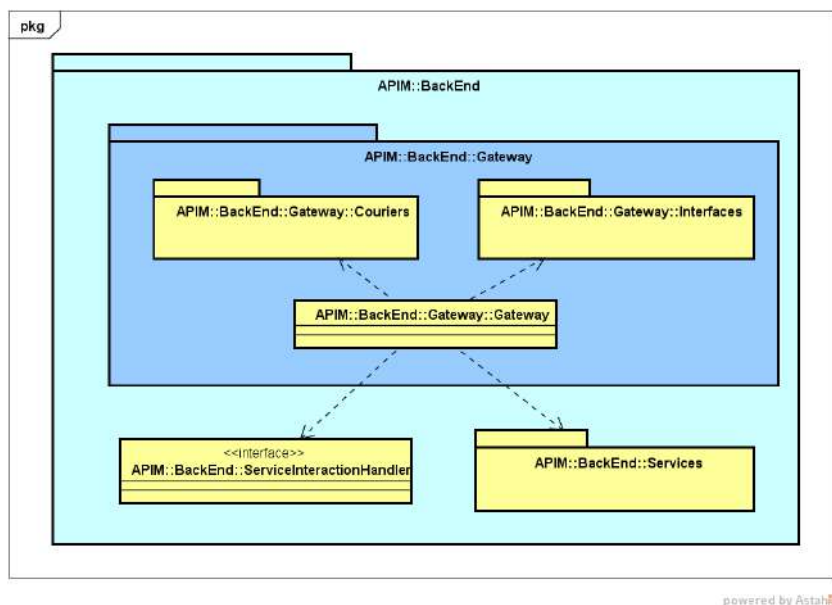 pkg
APIM::BackEnd
APIM::BackEnd::Gateway
APIM::BackEnd::Gateway::Couriers
APIM::BackEnd::Gateway::Interfaces
APIM::BackEnd::Gateway::Gateway
<<interface>>
APIM::BackEnd::ServiceInteractionHandler
APIM::BackEnd::Services
powered by Astah